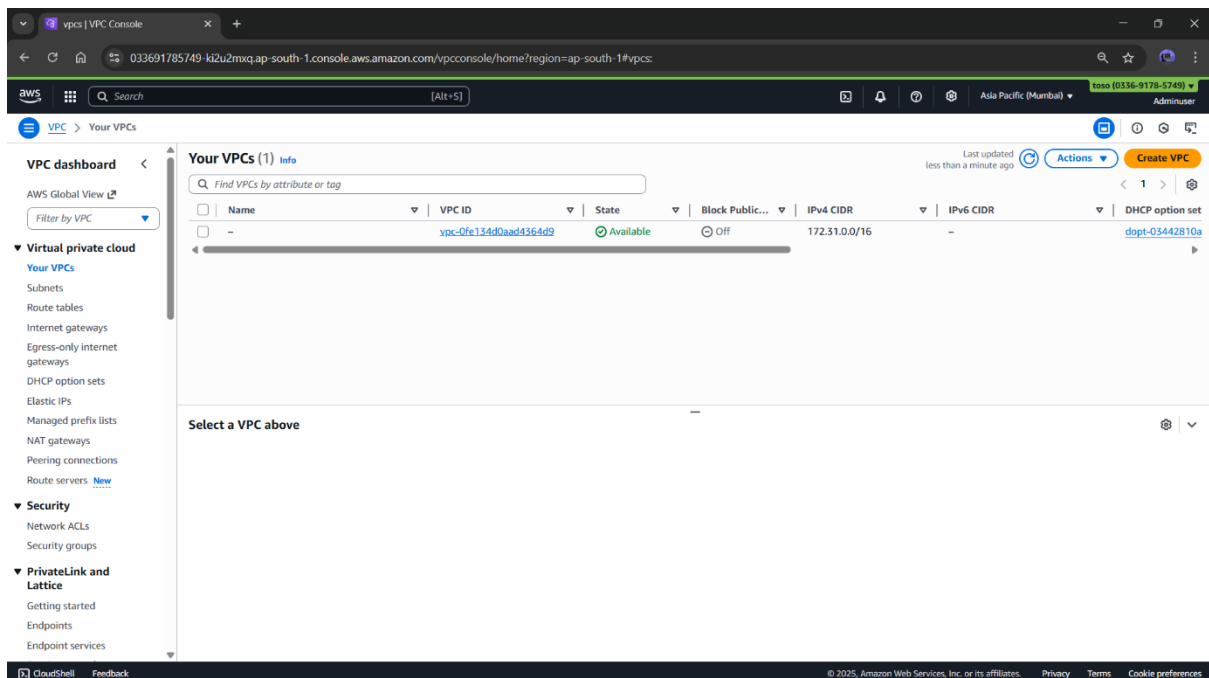 vpcs | VPC Console
033691785749-ki2u2mxq.ap-south-1.console.aws.amazon.com/vpcconsole/home?region=ap-south-1#vpcs:
aws
Search [Alt+S]
Asia Pacific (Mumbai)
toso (0336-9178-5749)
Adminuser
VPC > Your VPCs
VPC dashboard
AWS Global View
Filter by VPC
Virtual private cloud
Your VPCs
Subnets
Route tables
Internet gateways
Egress-only internet
gateways
DHCP option sets
Elastic IPs
Managed prefix lists
NAT gateways
Peering connections
Route servers New
Security
Network ACLs
Security groups
PrivateLink and
Lattice
Getting started
Endpoints
Endpoint services
Your VPCs (1) Info
Last updated
less than a minute ago
Actions
Create VPC
Find VPCs by attribute or tag
1
Name VPC ID State Block Public... IPv4 CIDR IPv6 CIDR DHCP option set
– vpc-0fe134d0aad4364d9 Available Off 172.31.0.0/16 – dopt-03442810a
Select a VPC above
CloudShell Feedback © 2025, Amazon Web Services, Inc. or its affiliates. Privacy Terms Cookie preferences